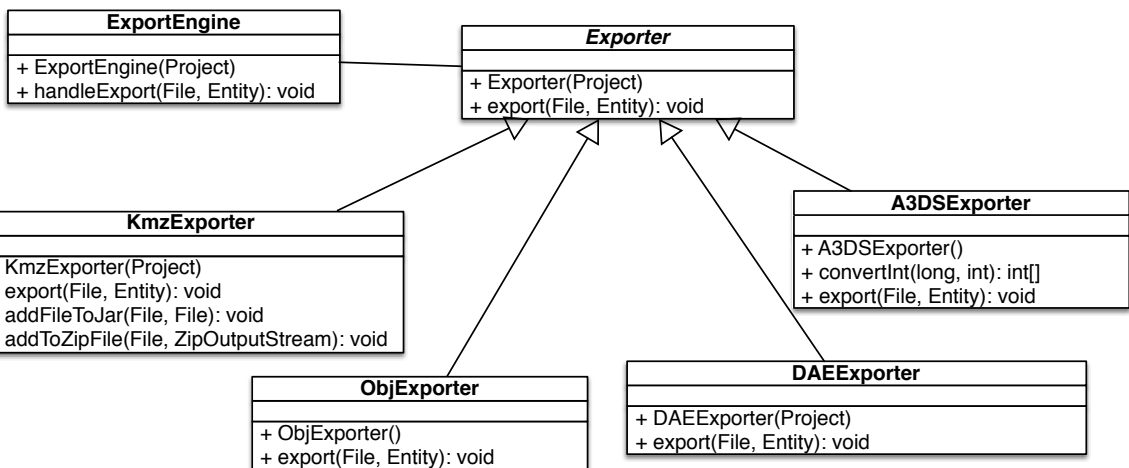 ExportEngine
+ ExportEngine(Project)
+ handleExport(File, Entity): void
Exporter
+ Exporter(Project)
+ export(File, Entity): void
KmzExporter
KmzExporter(Project)
export(File, Entity): void
addFileToJar(File, File): void
addToZipFile(File, ZipOutputStream): void
A3DSExporter
+ A3DSExporter()
+ convertInt(long, int): int[]
+ export(File, Entity): void
ObjExporter
+ ObjExporter()
+ export(File, Entity): void
DAEExporter
+ DAEExporter(Project)
+ export(File, Entity): void